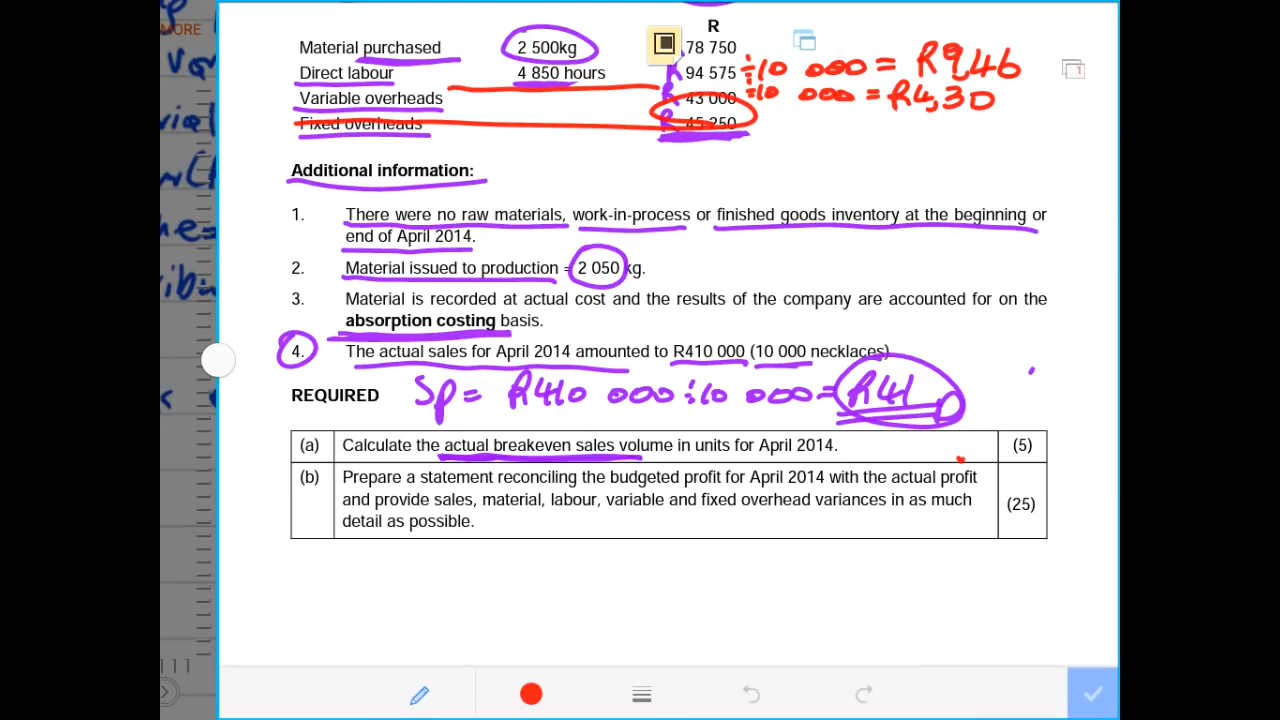 MORE
R
Material purchased 2 500kg 78 750
Direct labour 4 850 hours R 94 575 ÷10 000 = R9,46
Variable overheads R 43 000 ÷10 000 = R4,30
Fixed overheads R 45 250
Additional information:
1. There were no raw materials, work-in-process or finished goods inventory at the beginning or
end of April 2014.
2. Material issued to production = 2 050 kg.
3. Material is recorded at actual cost and the results of the company are accounted for on the
absorption costing basis.
4. The actual sales for April 2014 amounted to R410 000 (10 000 necklaces)
REQUIRED Sp = R410 000 ÷10 000 = R41
(a) Calculate the actual breakeven sales volume in units for April 2014. (5)
(b) Prepare a statement reconciling the budgeted profit for April 2014 with the actual profit
and provide sales, material, labour, variable and fixed overhead variances in as much (25)
detail as possible.